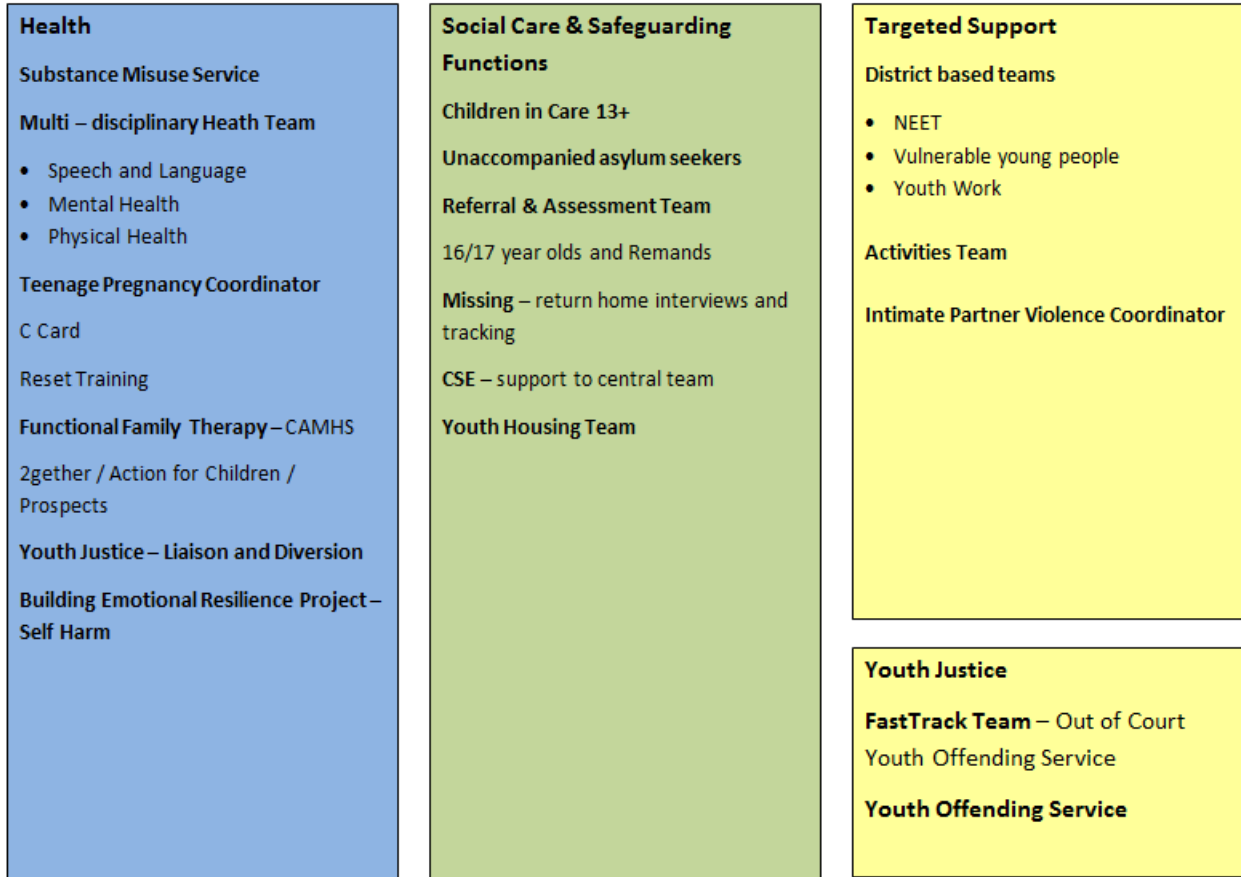 Health
Substance Misuse Service
Multi – disciplinary Heath Team
• Speech and Language
• Mental Health
• Physical Health
Teenage Pregnancy Coordinator
C Card
Reset Training
Functional Family Therapy – CAMHS
2gether / Action for Children /
Prospects
Youth Justice – Liaison and Diversion
Building Emotional Resilience Project –
Self Harm
Social Care & Safeguarding
Functions
Children in Care 13+
Unaccompanied asylum seekers
Referral & Assessment Team
16/17 year olds and Remands
Missing – return home interviews and
tracking
CSE – support to central team
Youth Housing Team
Targeted Support
District based teams
• NEET
• Vulnerable young people
• Youth Work
Activities Team
Intimate Partner Violence Coordinator
Youth Justice
FastTrack Team – Out of Court
Youth Offending Service
Youth Offending Service